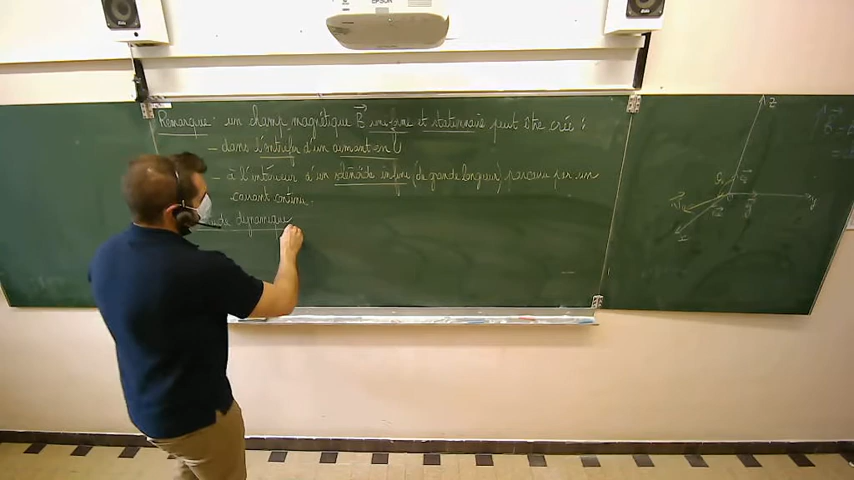 Remarque : un champ magnétique B uniforme et stationnaire peut être créé :
- dans l'entrefer d'un aimant en U
- à l'intérieur d'un solénoïde infini (de grande longueur) parcouru par un
courant continu.
dynamique
z
y
x